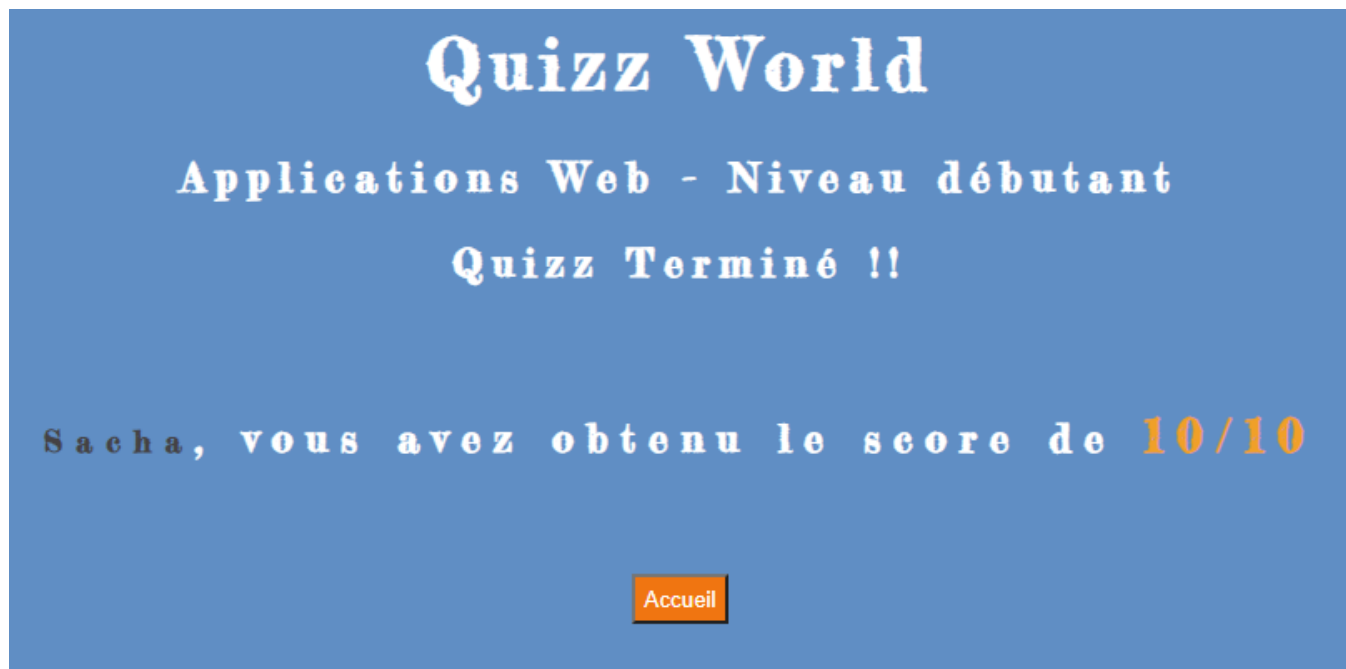 Quizz World
Applications Web - Niveau débutant
Quizz Terminé !!
Sacha, vous avez obtenu le score de 10/10
Accueil